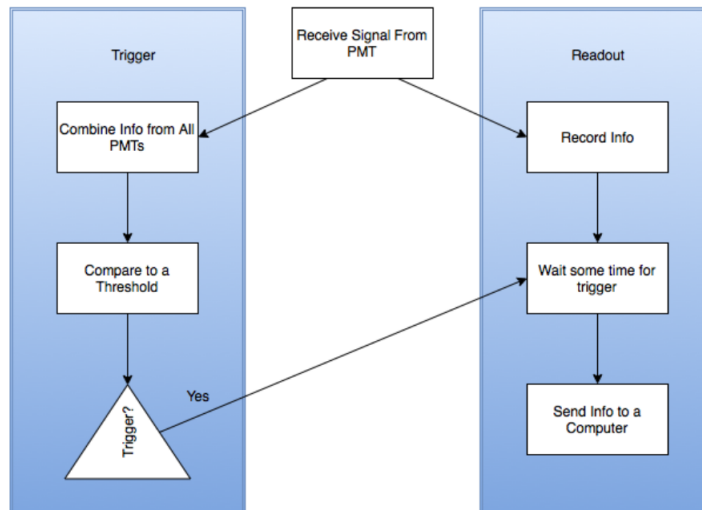 Receive Signal From
PMT
Trigger
Combine Info from All
PMTs
Compare to a
Threshold
Trigger?
Yes
Readout
Record Info
Wait some time for
trigger
Send Info to a
Computer